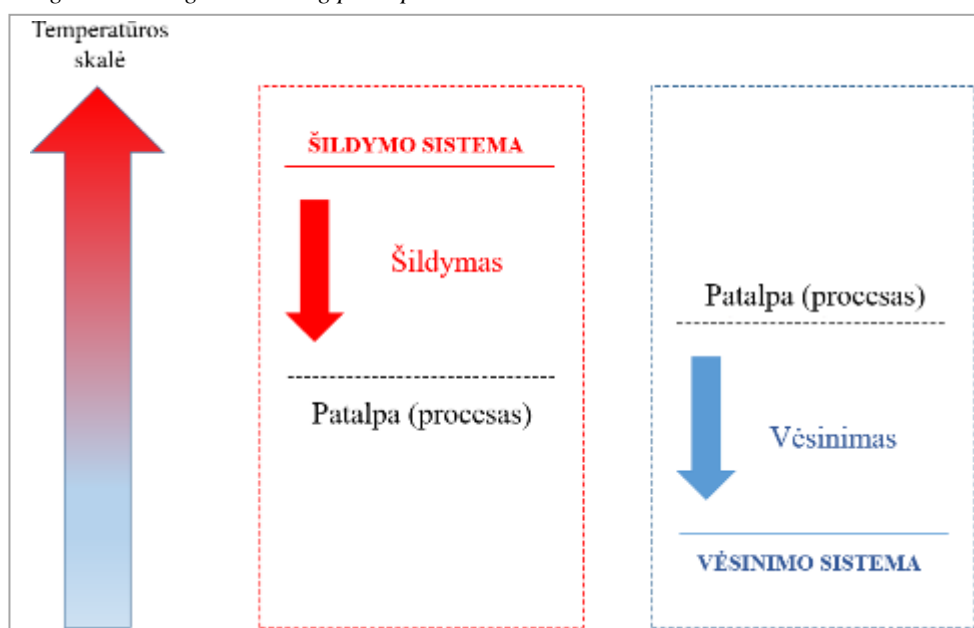 Temperatūros
skalė
ŠILDYMO SISTEMA
Šildymas
Patalpa (procesas)
Patalpa (procesas)
Vėsinimas
VĖSINIMO SISTEMA